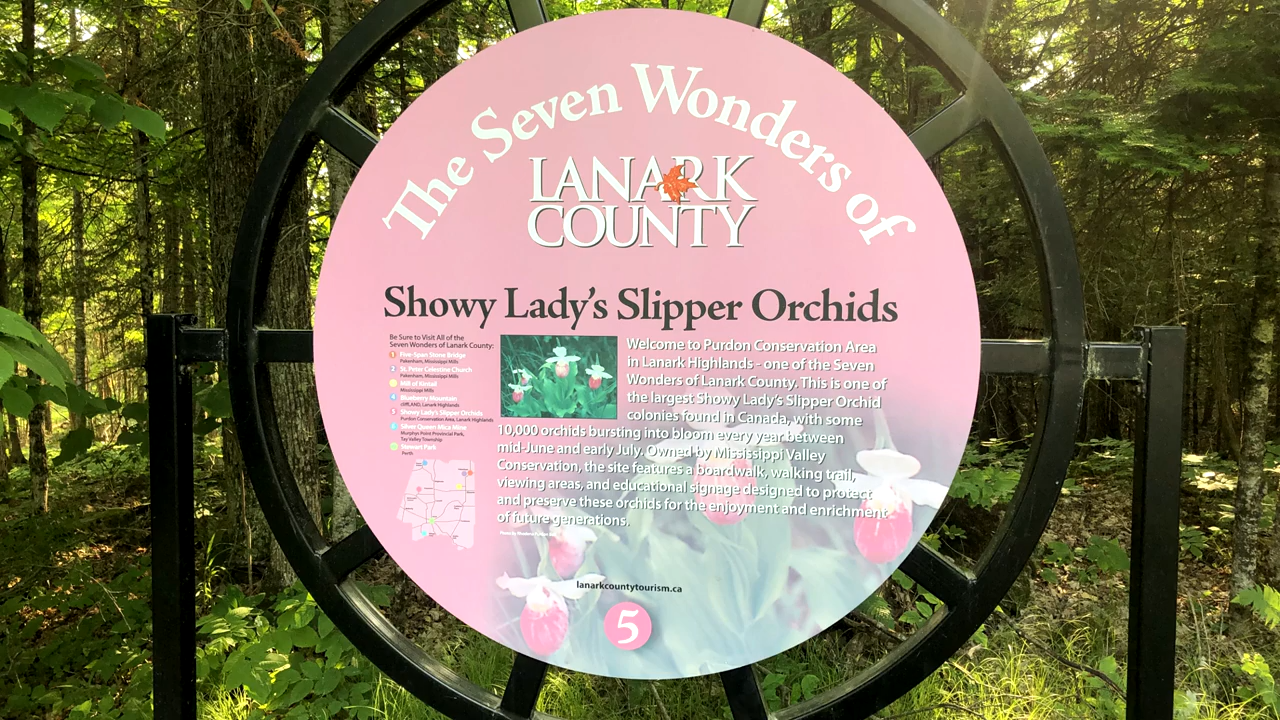 The Seven Wonders of
LANARK
COUNTY
Showy Lady's Slipper Orchids
Be Sure to Visit All of the
Seven Wonders of Lanark County:
1 Five-Span Stone Bridge
Pakenham, Mississippi Mills
2 St. Peter Celestine Church
Pakenham, Mississippi Mills
Mill of Kintail
Mississippi Mills
4 Blueberry Mountain
cliffLAND, Lanark Highlands
5 Showy Lady's Slipper Orchids
Purdon Conservation Area, Lanark Highlands
Silver Queen Mica Mine
Murphys Point Provincial Park,
Tay Valley Township
Stewart Park
Perth
Welcome to Purdon Conservation Area
in Lanark Highlands - one of the Seven
Wonders of Lanark County. This is one of
the largest Showy Lady's Slipper Orchid
colonies found in Canada, with some
10,000 orchids bursting into bloom every year between
mid-June and early July. Owned by Mississippi Valley
Conservation, the site features a boardwalk, walking trail,
viewing areas, and educational signage designed to protect
and preserve these orchids for the enjoyment and enrichment
of future generations.
lanarkcountytourism.ca
5